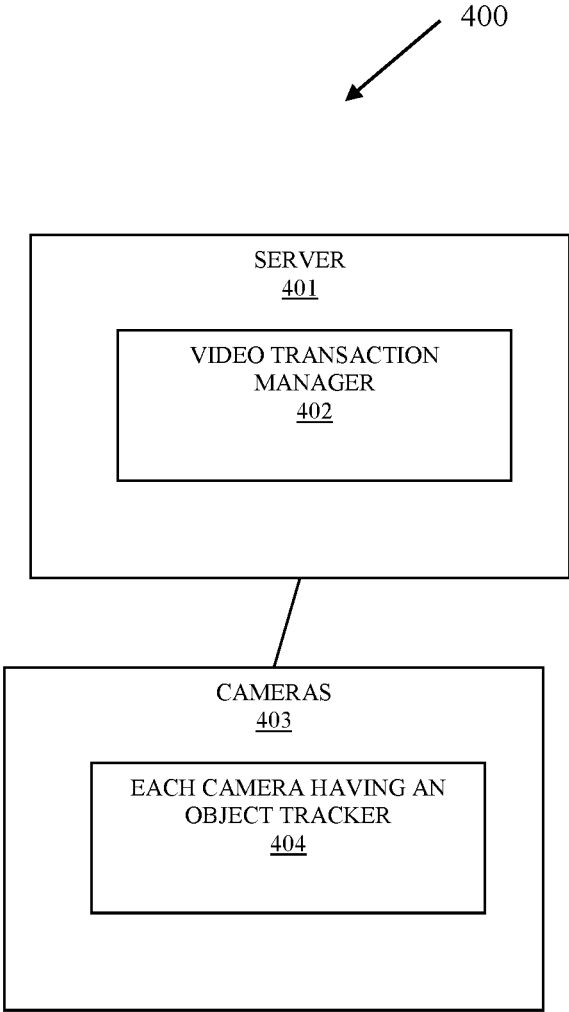 400
SERVER
401
VIDEO TRANSACTION
MANAGER
402
CAMERAS
403
EACH CAMERA HAVING AN
OBJECT TRACKER
404